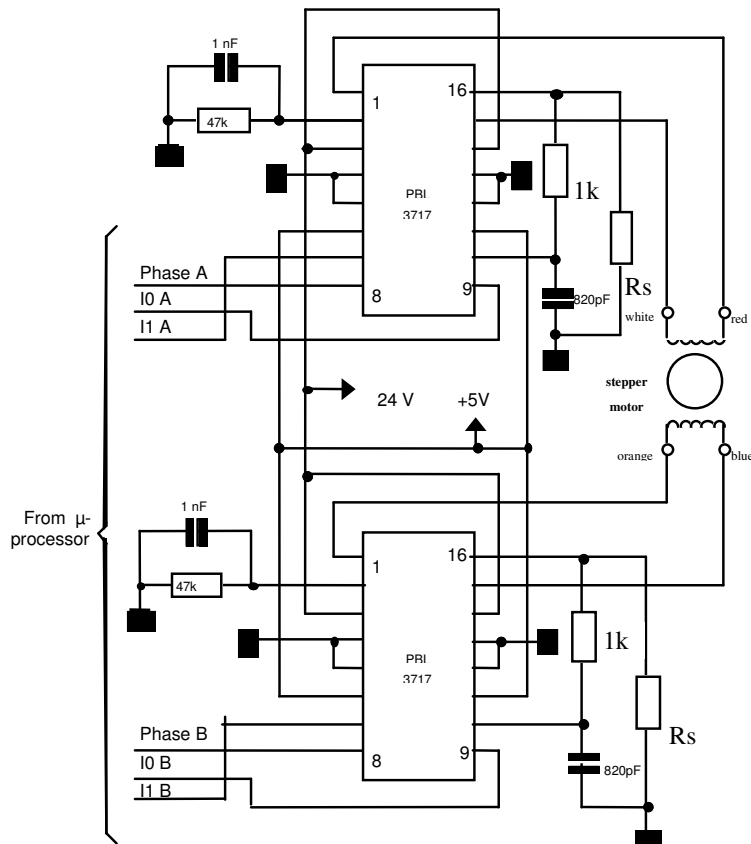 1 nF
47k
1
16
PBL
3717
1k
Rs
820pF
Phase A
I0 A
I1 A
8
9
white
red
24 V
+5V
stepper
motor
orange
blue
From µ-
processor
1 nF
47k
1
16
PBL
3717
1k
Rs
820pF
Phase B
I0 B
I1 B
8
9